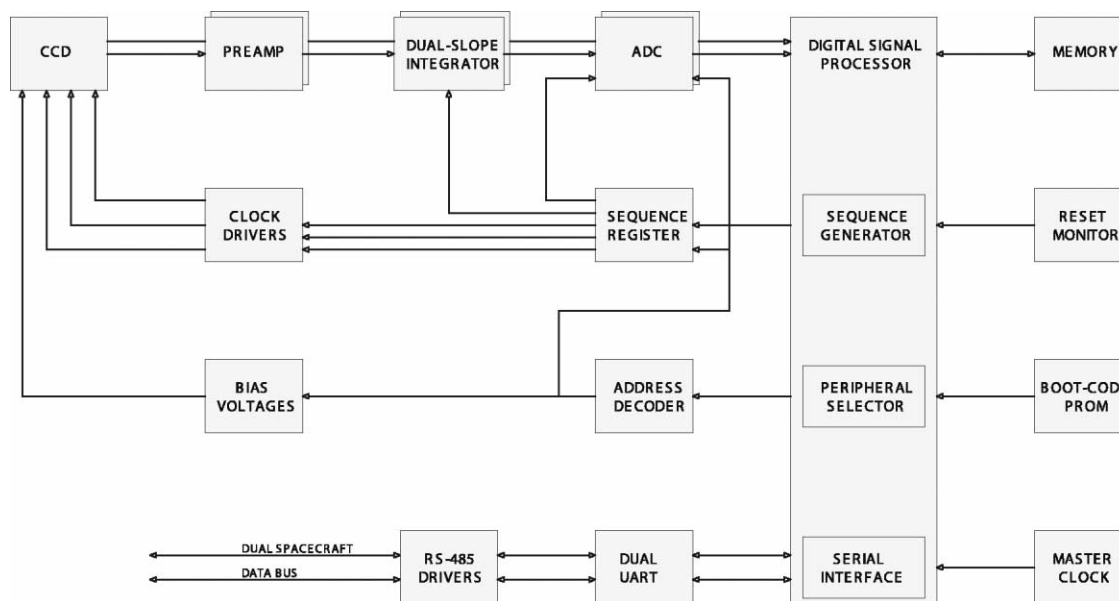 CCD
PREAMP
DUAL-SLOPE
INTEGRATOR
ADC
DIGITAL SIGNAL
PROCESSOR
MEMORY
CLOCK
DRIVERS
SEQUENCE
REGISTER
SEQUENCE
GENERATOR
RESET
MONITOR
BIAS
VOLTAGES
ADDRESS
DECODER
PERIPHERAL
SELECTOR
BOOT-COD
PROM
DUAL SPACECRAFT
DATA BUS
RS-485
DRIVERS
DUAL
UART
SERIAL
INTERFACE
MASTER
CLOCK